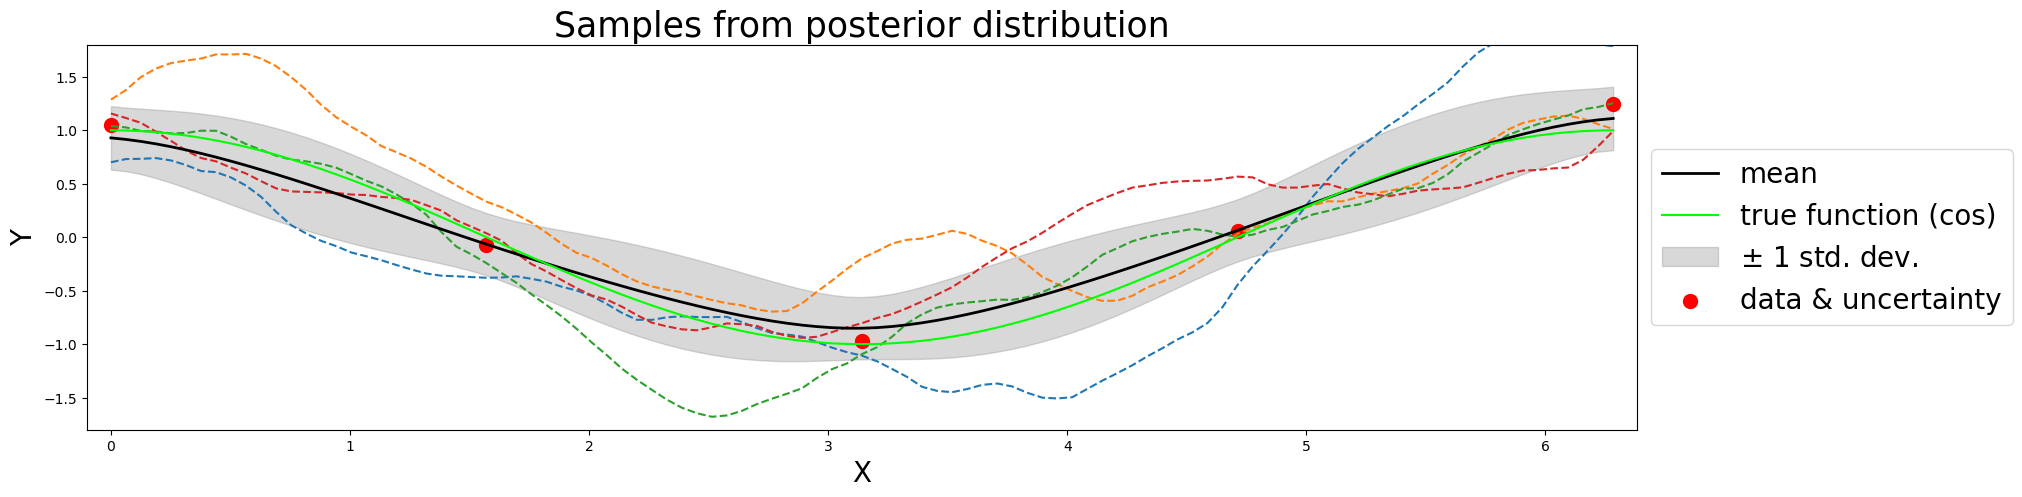 Samples from posterior distribution
Y
1.5
1.0
0.5
0.0
−0.5
−1.0
−1.5
0 1 2 3 4 5 6
X
mean
true function (cos)
± 1 std. dev.
data & uncertainty